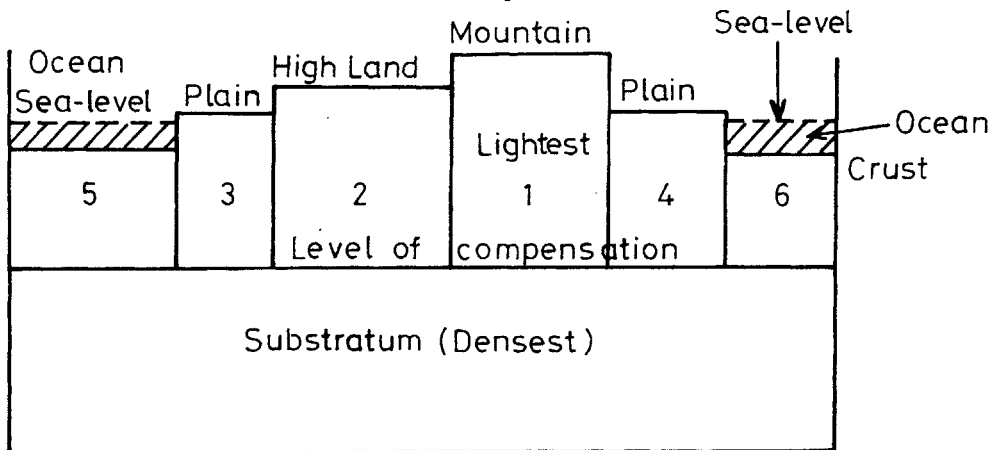 Sea-level
Mountain
Ocean
High Land
Sea-level
Plain
Plain
Ocean
Lightest
Crust
5
3
2
1
4
6
Level of compensation
Substratum (Densest)